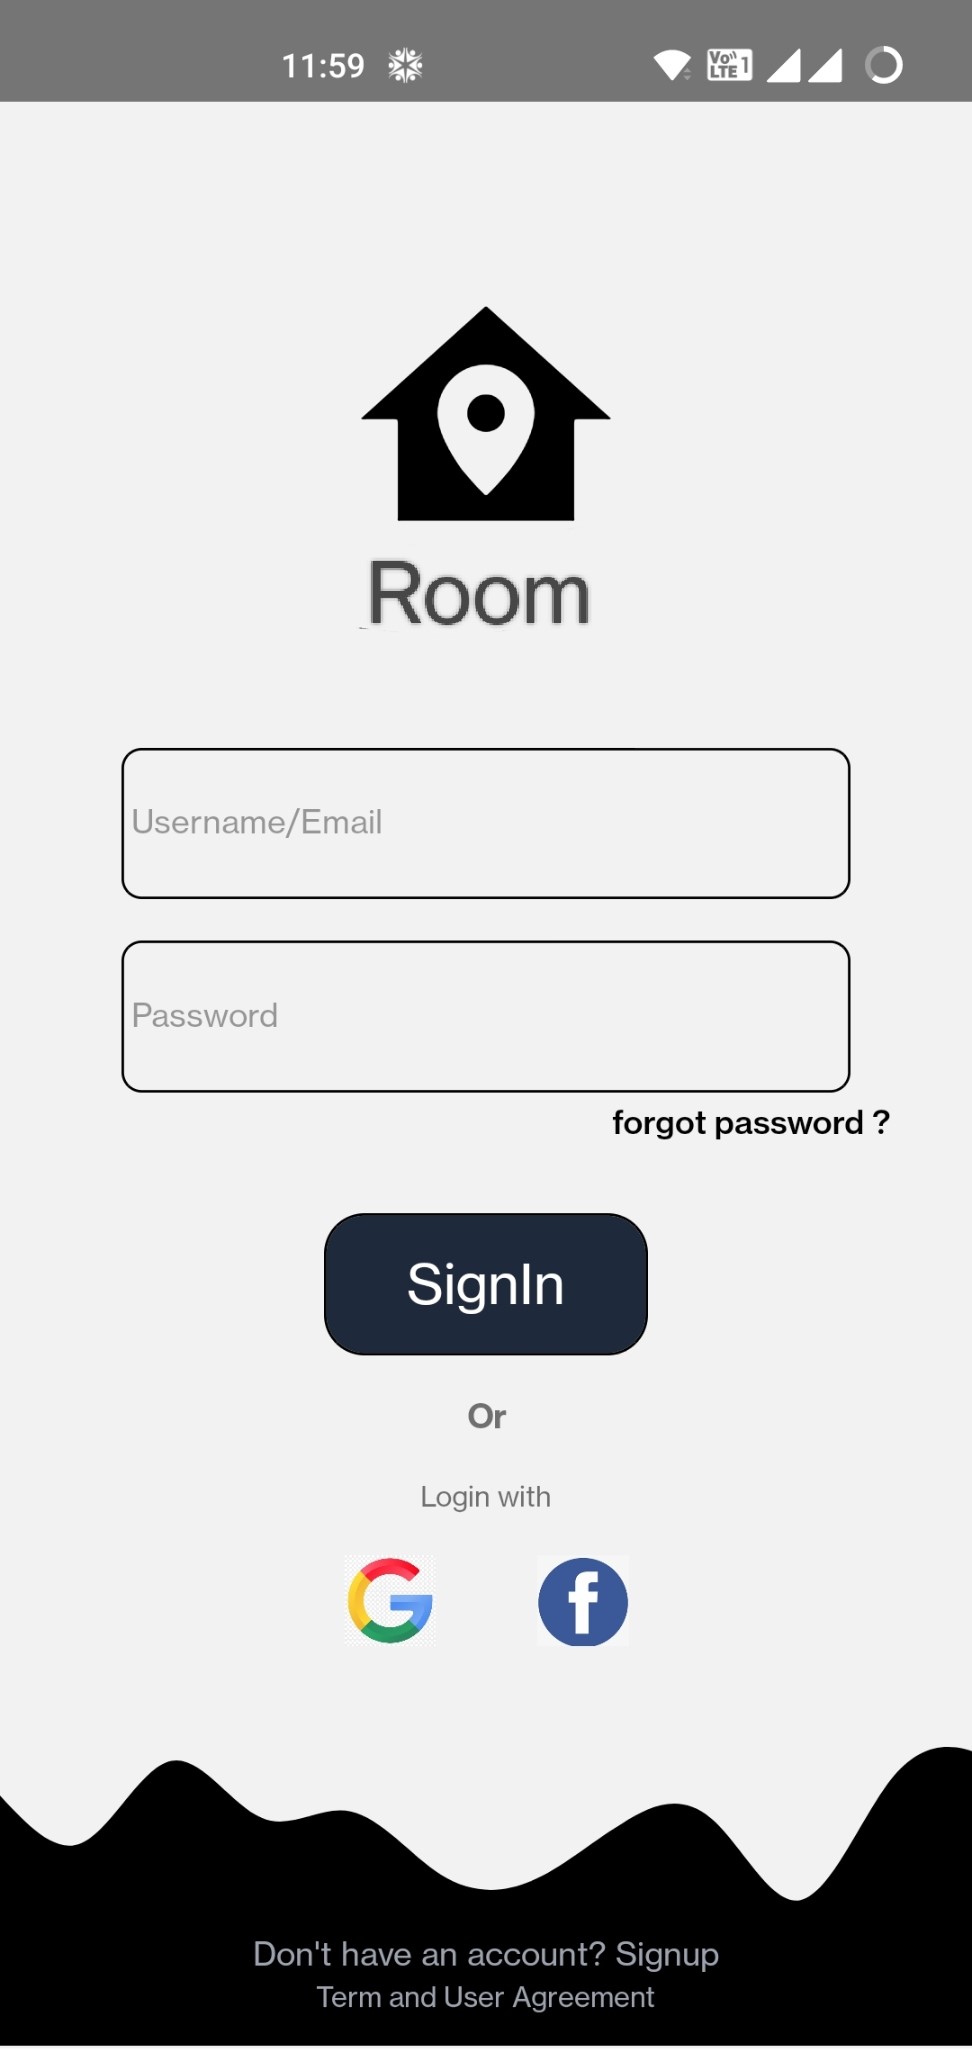 11:59
Vo)) LTE 1
Room
Username/Email
Password
forgot password ?
SignIn
Or
Login with
G f
Don't have an account? Signup
Term and User Agreement